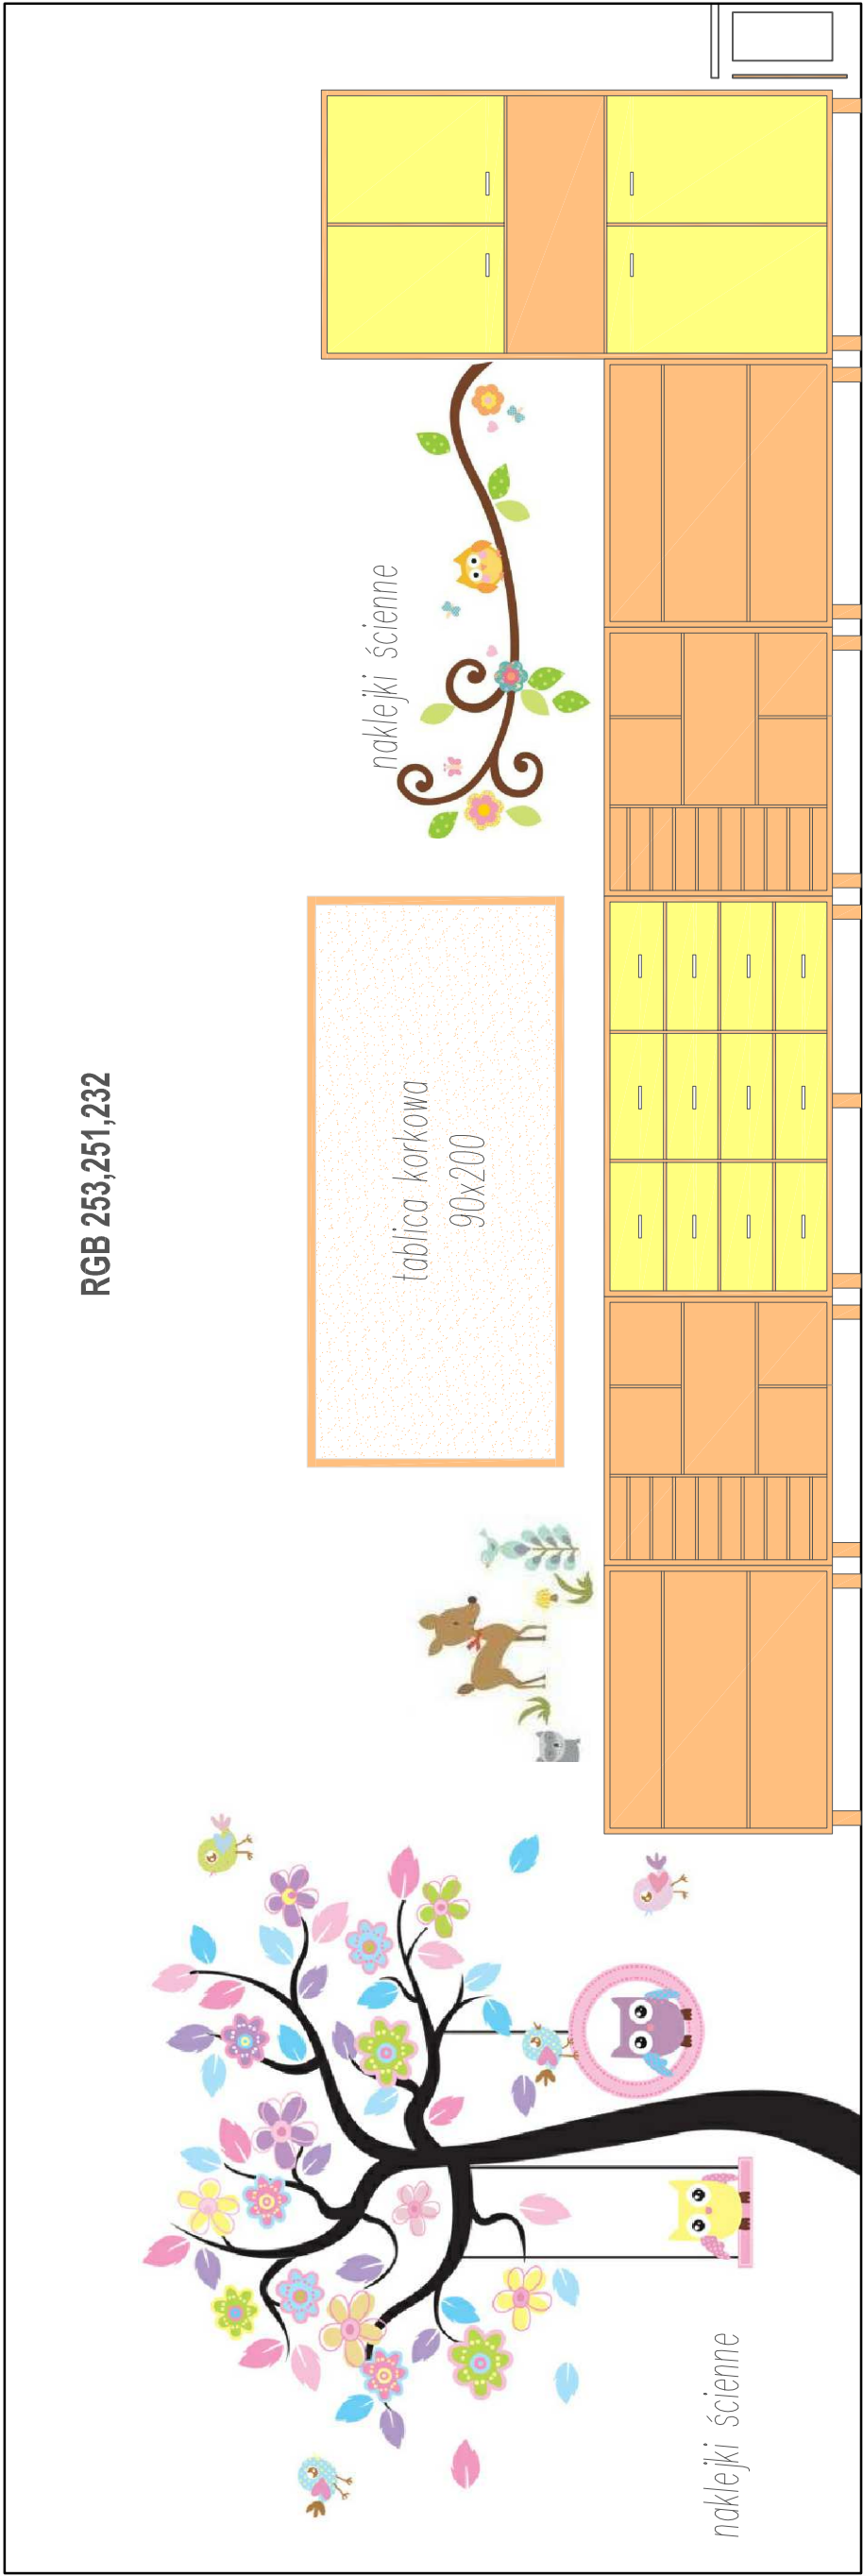 RGB 253,251,232
naklejki ścienne
tablica korkowa
90x200
naklejki ścienne